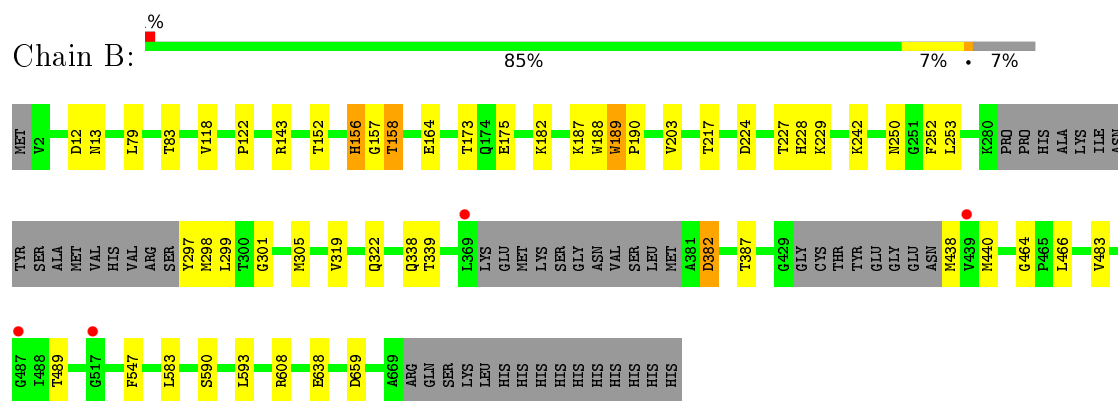 %
Chain B:
85% 7% • 7%
MET V2 D12 N13 L79 T83 V118 P122 R143 T152 H156 G157 T158 E164 T173 Q174 E175 K182 K187 W188 W189 P190 V203 T217 D224 T227 H228 K229 K242 N250 G251 F252 L253 K280 PRO PRO HIS ALA LYS ILE ASN
TYR SER ALA MET VAL HIS VAL ARG SER Y297 M298 L299 T300 G301 M305 V319 Q322 Q338 T339 L369 LYS GLU MET LYS SER GLY ASN VAL SER LEU MET A381 D382 T387 G429 GLY CYS THR TYR GLU GLY GLU ASN M438 V439 M440 G464 P465 L466 V483
G487 I488 T489 G517 F547 L583 S590 L593 R608 E638 D659 A669 ARG GLN SER LYS LEU HIS HIS HIS HIS HIS HIS HIS HIS